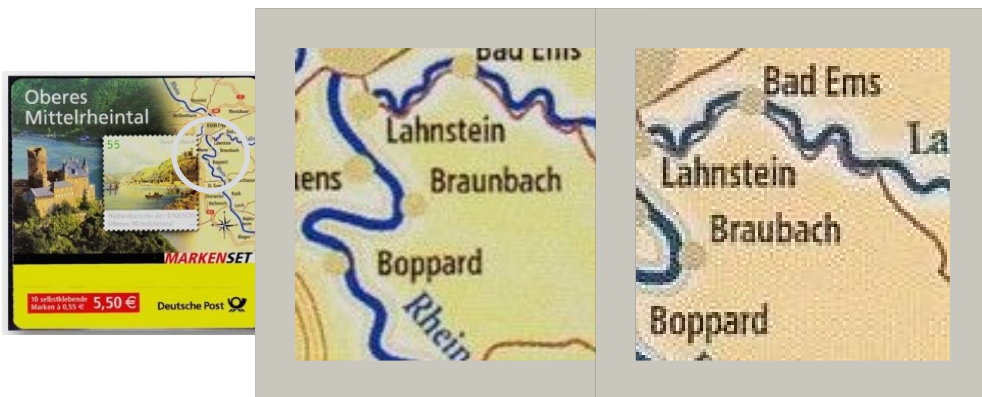 Oberes
Mittelrheintal
55
MARKENSET
10 selbstklebende
Marken à 0,55 €
5,50 €
Deutsche Post
Bad Ems
Lahnstein
ens
Braunbach
Boppard
Rhein
Bad Ems
La
Lahnstein
Braubach
Boppard